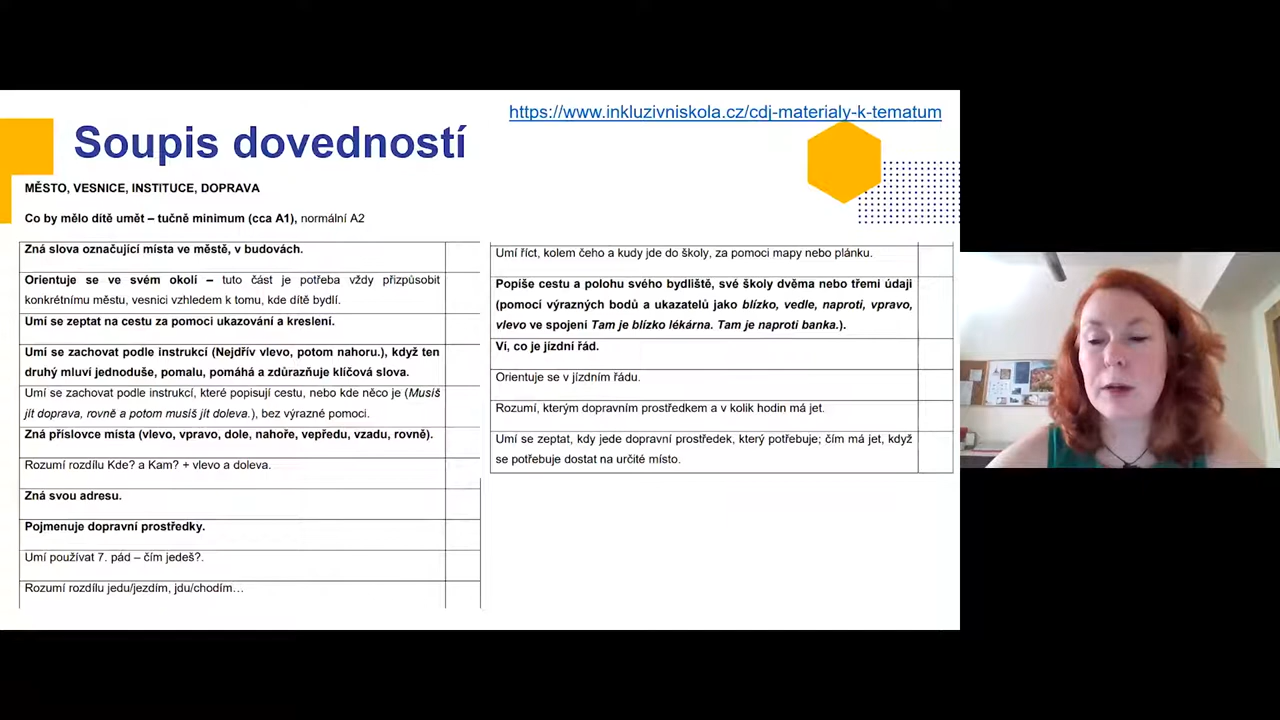 https://www.inkluzivniskola.cz/cdj-materialy-k-tematum
Soupis dovedností
MĚSTO, VESNICE, INSTITUCE, DOPRAVA
Co by mělo dítě umět – tučně minimum (cca A1), normální A2
Zná slova označující místa ve městě, v budovách.
Orientuje se ve svém okolí – tuto část je potřeba vždy přizpůsobit
konkrétnímu městu, vesnici vzhledem k tomu, kde dítě bydlí.
Umí se zeptat na cestu za pomoci ukazování a kreslení.
Umí se zachovat podle instrukcí (Nejdřív vlevo, potom nahoru.), když ten
druhý mluví jednoduše, pomalu, pomáhá a zdůrazňuje klíčová slova.
Umí se zachovat podle instrukcí, které popisují cestu, nebo kde něco je (Musíš
jít doprava, rovně a potom musíš jít doleva.), bez výrazné pomoci.
Zná příslovce místa (vlevo, vpravo, dole, nahoře, vepředu, vzadu, rovně).
Rozumí rozdílu Kde? a Kam? + vlevo a doleva.
Zná svou adresu.
Pojmenuje dopravní prostředky.
Umí používat 7. pád – čím jedeš?.
Rozumí rozdílu jedu/jezdím, jdu/chodím…
Umí říct, kolem čeho a kudy jde do školy, za pomoci mapy nebo plánku.
Popíše cestu a polohu svého bydliště, své školy dvěma nebo třemi údaji
(pomocí výrazných bodů a ukazatelů jako blízko, vedle, naproti, vpravo,
vlevo ve spojení Tam je blízko lékárna. Tam je naproti banka.).
Ví, co je jízdní řád.
Orientuje se v jízdním řádu.
Rozumí, kterým dopravním prostředkem a v kolik hodin má jet.
Umí se zeptat, kdy jede dopravní prostředek, který potřebuje; čím má jet, když
se potřebuje dostat na určité místo.